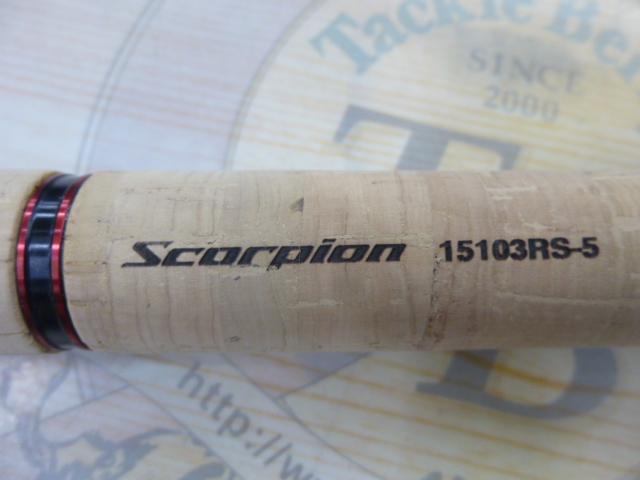 Tackle Be
SINCE
2000
T
B
Scorpion 15103RS-5
http://w